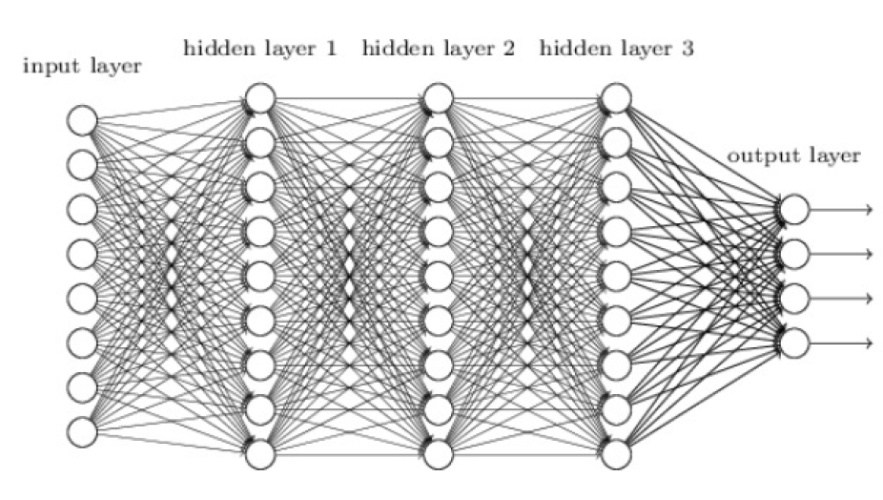 input layer
hidden layer 1
hidden layer 2
hidden layer 3
output layer